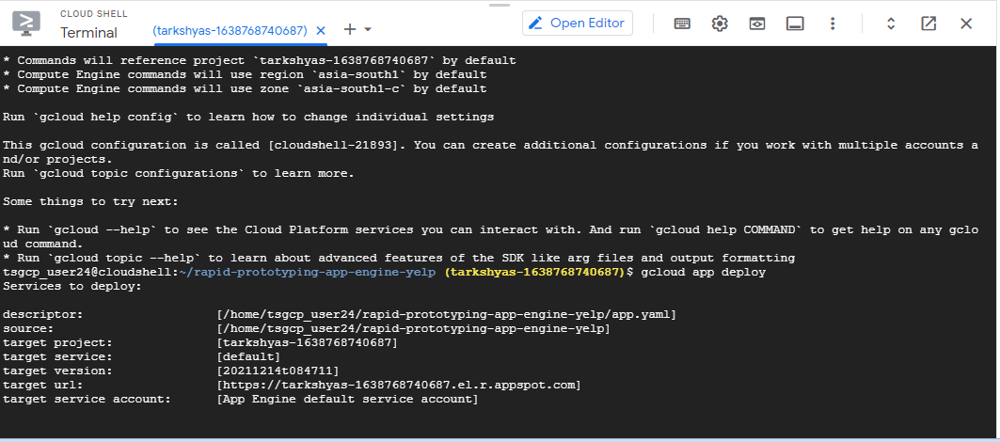 CLOUD SHELL
Terminal
(tarkshyas-1638768740687)
Open Editor
* Commands will reference project `tarkshyas-1638768740687` by default
* Compute Engine commands will use region `asia-south1` by default
* Compute Engine commands will use zone `asia-south1-c` by default
Run `gcloud help config` to learn how to change individual settings
This gcloud configuration is called [cloudshell-21893]. You can create additional configurations if you work with multiple accounts a
nd/or projects.
Run `gcloud topic configurations` to learn more.
Some things to try next:
* Run `gcloud --help` to see the Cloud Platform services you can interact with. And run `gcloud help COMMAND` to get help on any gclo
ud command.
* Run `gcloud topic --help` to learn about advanced features of the SDK like arg files and output formatting
tsgcp_user24@cloudshell:~/rapid-prototyping-app-engine-yelp (tarkshyas-1638768740687)$ gcloud app deploy
Services to deploy:
descriptor: [/home/tsgcp_user24/rapid-prototyping-app-engine-yelp/app.yaml]
source: [/home/tsgcp_user24/rapid-prototyping-app-engine-yelp]
target project: [tarkshyas-1638768740687]
target service: [default]
target version: [20211214t084711]
target url: [https://tarkshyas-1638768740687.el.r.appspot.com]
target service account: [App Engine default service account]